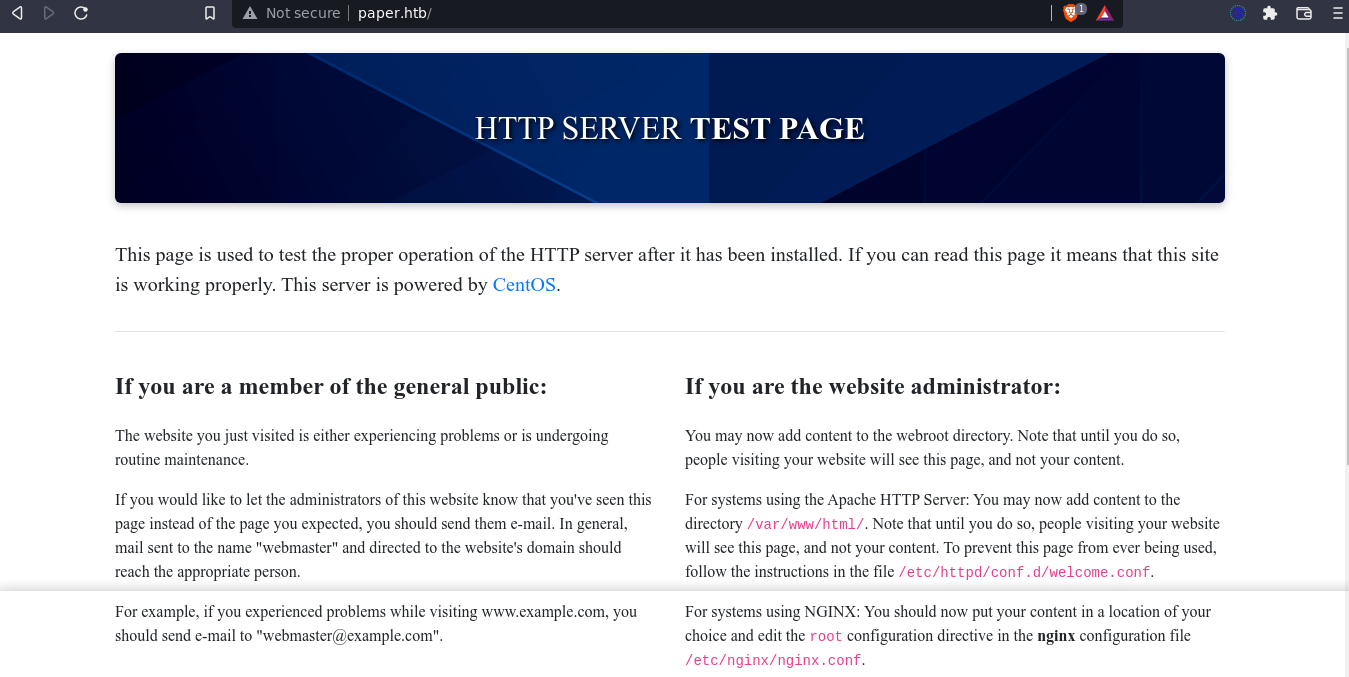 Not secure paper.htb/ 1
HTTP SERVER TEST PAGE
This page is used to test the proper operation of the HTTP server after it has been installed. If you can read this page it means that this site
is working properly. This server is powered by CentOS.
If you are a member of the general public:
The website you just visited is either experiencing problems or is undergoing
routine maintenance.
If you would like to let the administrators of this website know that you've seen this
page instead of the page you expected, you should send them e-mail. In general,
mail sent to the name "webmaster" and directed to the website's domain should
reach the appropriate person.
For example, if you experienced problems while visiting www.example.com, you
should send e-mail to "webmaster@example.com".
If you are the website administrator:
You may now add content to the webroot directory. Note that until you do so,
people visiting your website will see this page, and not your content.
For systems using the Apache HTTP Server: You may now add content to the
directory /var/www/html/. Note that until you do so, people visiting your website
will see this page, and not your content. To prevent this page from ever being used,
follow the instructions in the file /etc/httpd/conf.d/welcome.conf.
For systems using NGINX: You should now put your content in a location of your
choice and edit the root configuration directive in the nginx configuration file
/etc/nginx/nginx.conf.